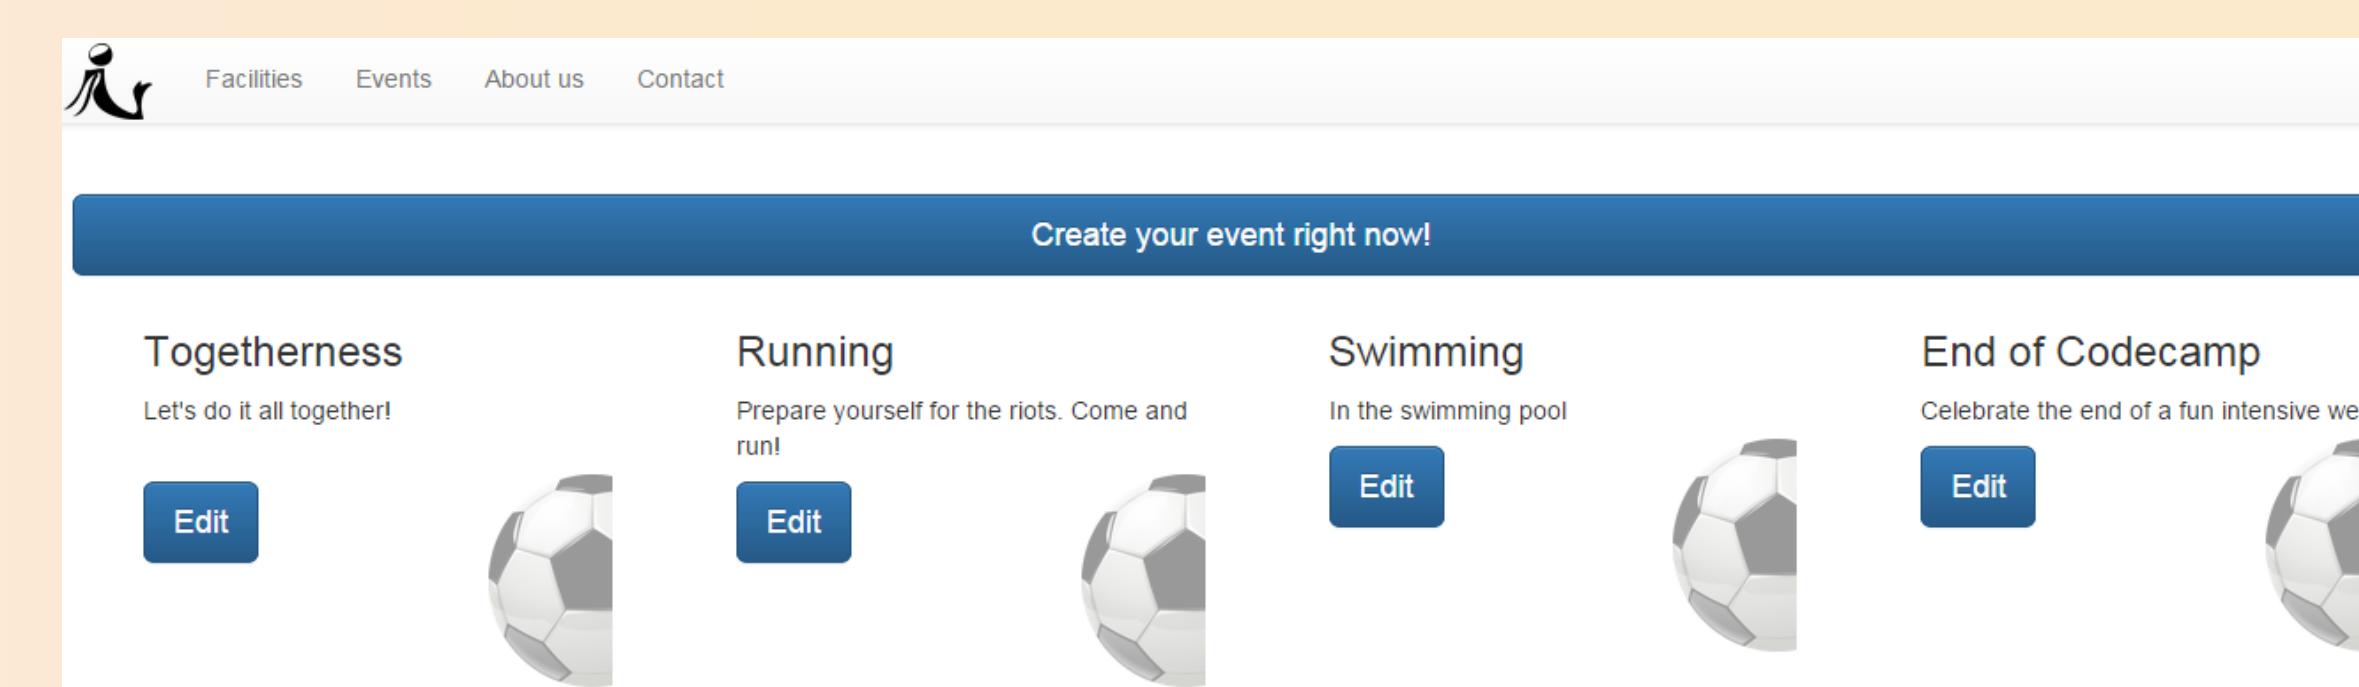 Facilities Events About us Contact
Create your event right now!
Togetherness
Let's do it all together!
Edit
Running
Prepare yourself for the riots. Come and
run!
Edit
Swimming
In the swimming pool
Edit
End of Codecamp
Celebrate the end of a fun intensive
Edit